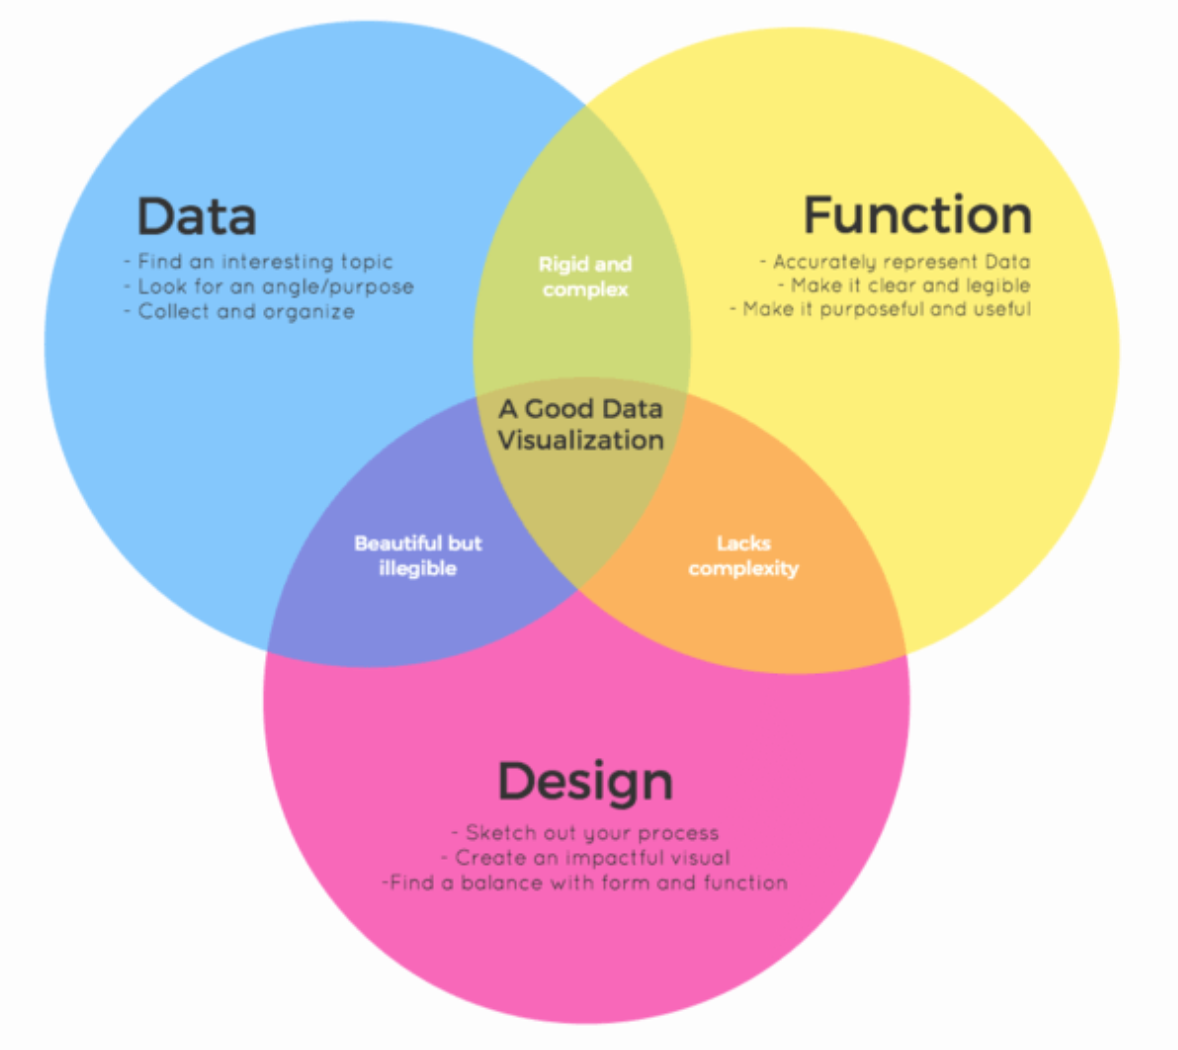 Data
- Find an interesting topic
- Look for an angle/purpose
- Collect and organize
Function
- Accurately represent Data
- Make it clear and legible
- Make it purposeful and useful
Rigid and
complex
A Good Data
Visualization
Beautiful but
illegible
Lacks
complexity
Design
- Sketch out your process
- Create an impactful visual
-Find a balance with form and function